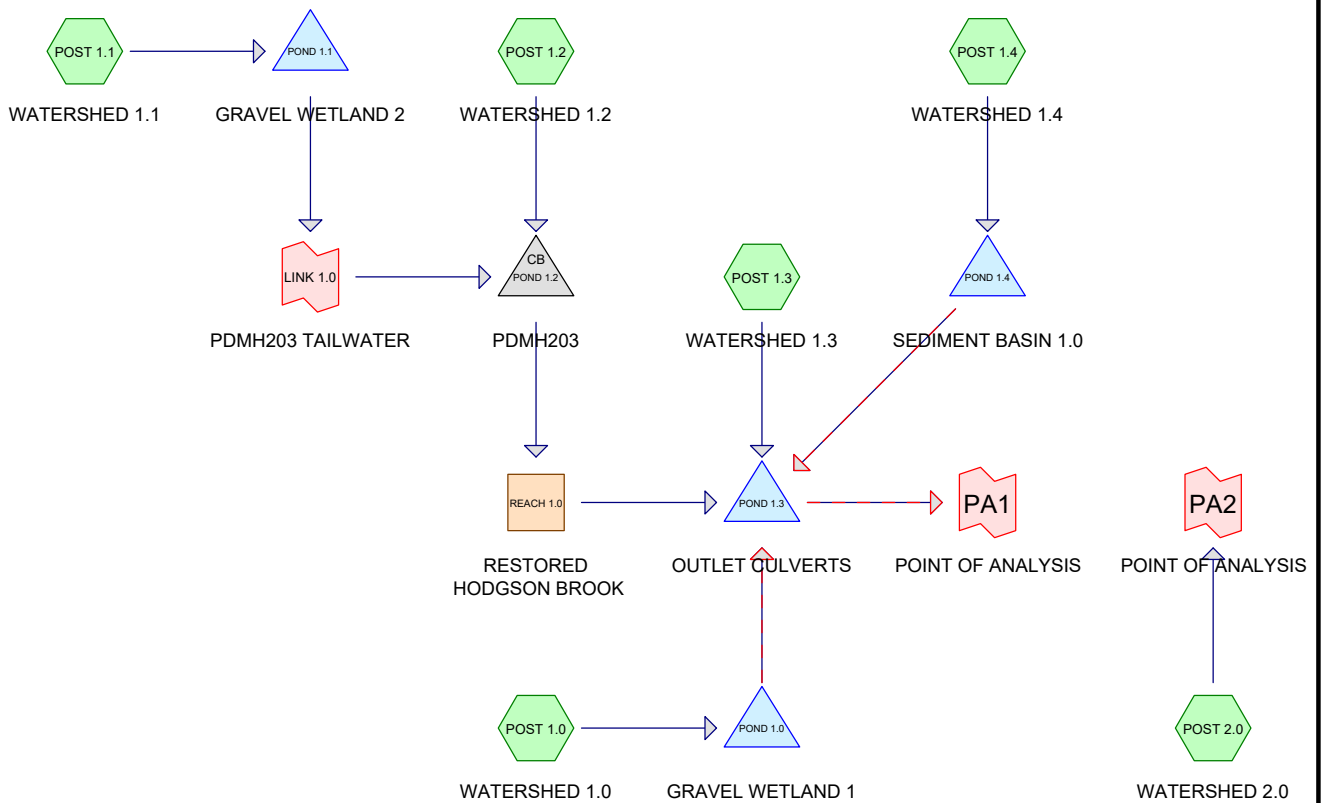 POST 1.1
POND 1.1
POST 1.2
POST 1.4
WATERSHED 1.1
GRAVEL WETLAND 2
WATERSHED 1.2
WATERSHED 1.4
LINK 1.0
CB
POND 1.2
POST 1.3
POND 1.4
PDMH203 TAILWATER
PDMH203
WATERSHED 1.3
SEDIMENT BASIN 1.0
REACH 1.0
POND 1.3
PA1
PA2
RESTORED
HODGSON BROOK
OUTLET CULVERTS
POINT OF ANALYSIS
POINT OF ANALYSIS
POST 1.0
POND 1.0
POST 2.0
WATERSHED 1.0
GRAVEL WETLAND 1
WATERSHED 2.0